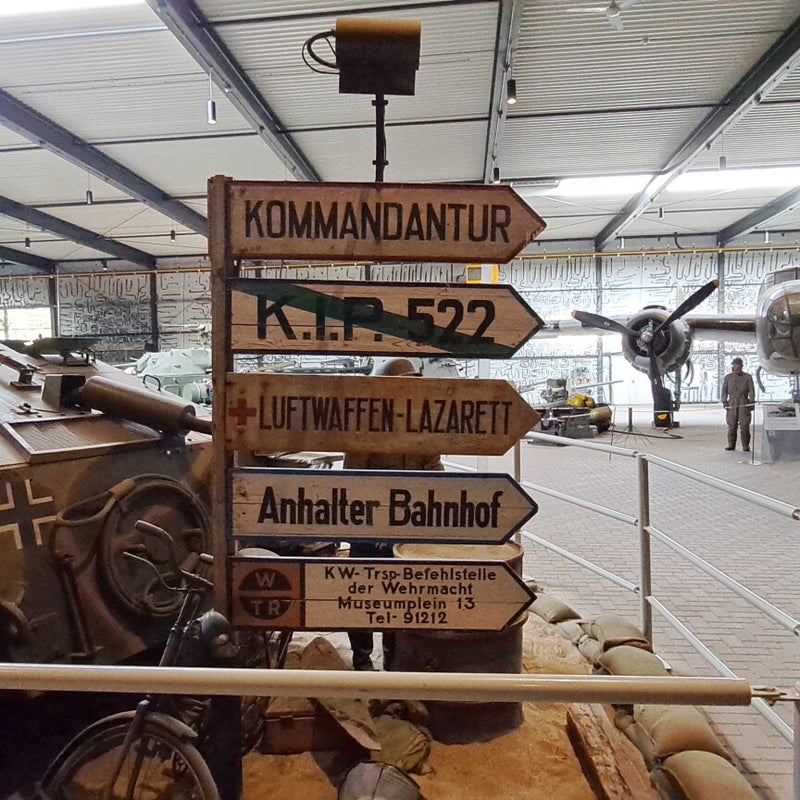 KOMMANDANTUR
K.I.P. 522
LUFTWAFFEN-LAZARETT
Anhalter Bahnhof
W
TR
KW-Trsp-Befehlstelle
der Wehrmacht
Museumplein 13
Tel- 91212